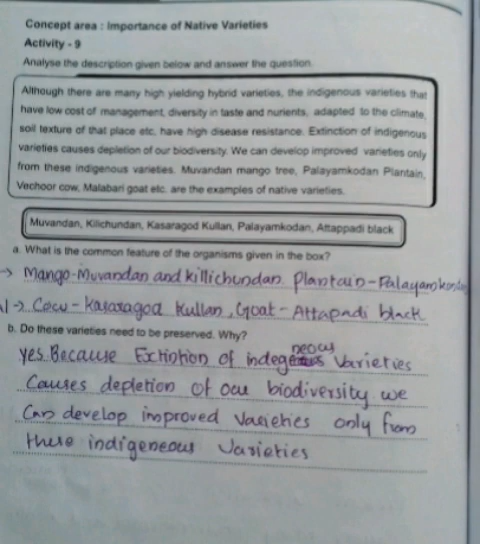 Concept area : Importance of Native Varieties
Activity - 9
Analyse the description given below and answer the question.
Although there are many high yielding hybrid varieties, the indigenous varieties that
have low cost of management, diversity in taste and nurients, adapted to the climate,
soil texture of that place etc, have high disease resistance. Extinction of indigenous
varieties causes depletion of our biodiversity. We can develop improved varieties only
from these indigenous varieties. Muvandan mango tree, Palayamkodan Plantain,
Vechoor cow, Malabari goat etc. are the examples of native varieties.
Muvandan, Kilichundan, Kasaragod Kullan, Palayamkodan, Attappadi black
a. What is the common feature of the organisms given in the box?
→ Mango-Muvandan and killichundan. Plantain-Palayamkondan
→ Cow - Kasaragod Kullan, Goat - Attapadi black
b. Do these varieties need to be preserved. Why?
yes. Because Extintion of indegeneous Varieties
Causes depletion of our biodiversity we
Can develop improved Varieties only from
these indigeneous Varieties